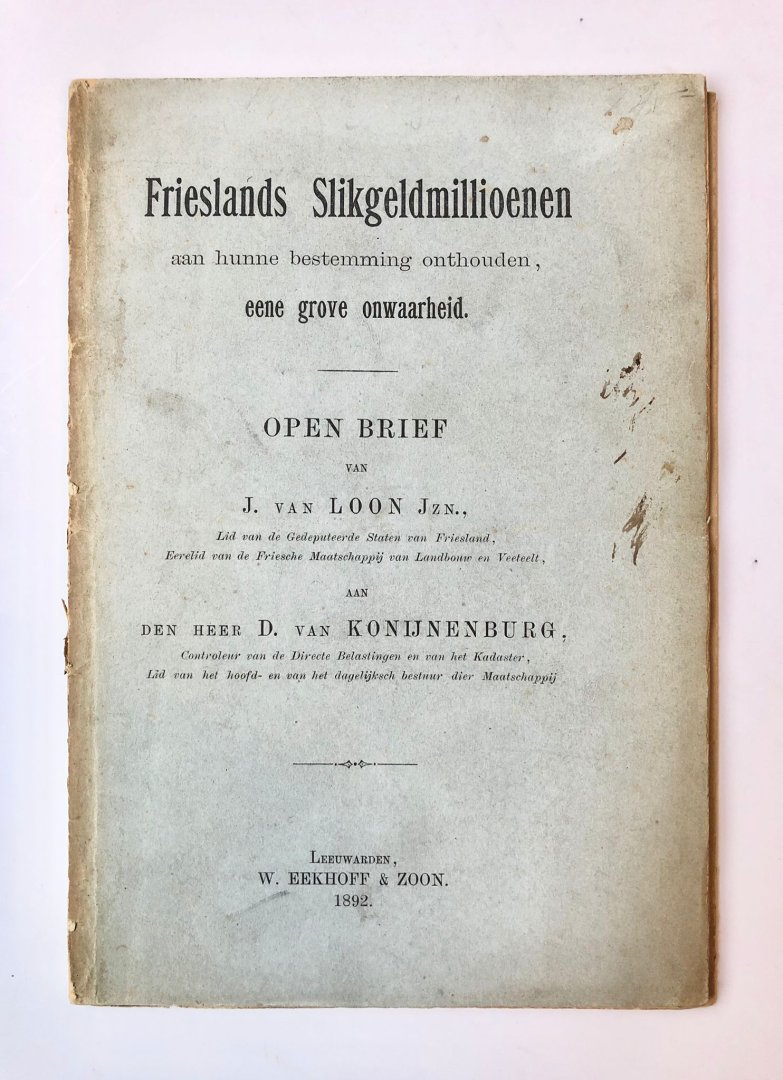 Frieslands Slikgeldmillioenen
aan hunne bestemming onthouden,
eene grove onwaarheid.
OPEN BRIEF
VAN
J. VAN LOON JZN.,
Lid van de Gedeputeerde Staten van Friesland,
Eerelid van de Friesche Maatschappij van Landbouw en Veeteelt,
AAN
DEN HEER D. VAN KONIJNENBURG,
Controleur van de Directe Belastingen en van het Kadaster,
Lid van het hoofd- en van het dagelijksch bestuur dier Maatschappij
LEEUWARDEN,
W. EEKHOFF & ZOON.
1892.